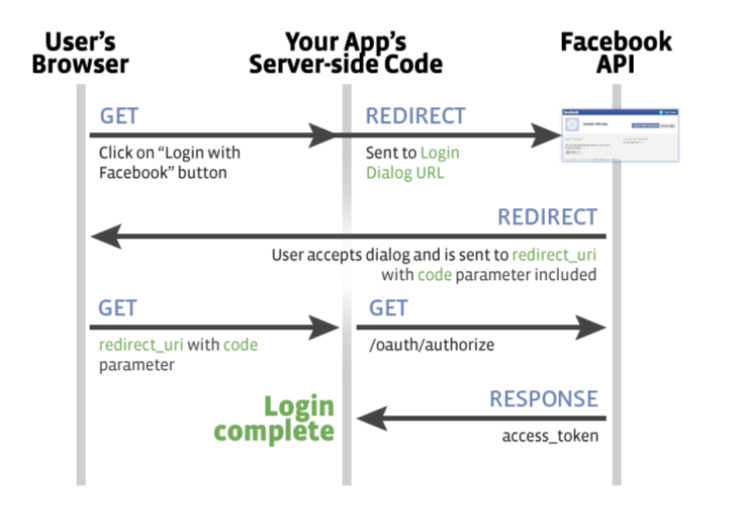 User's
Browser
Your App's
Server-side Code
Facebook
API
GET
Click on “Login with
Facebook” button
REDIRECT
Sent to Login
Dialog URL
REDIRECT
User accepts dialog and is sent to redirect_uri
with code parameter included
GET
redirect_uri with code
parameter
GET
/oauth/authorize
Login
complete
RESPONSE
access_token